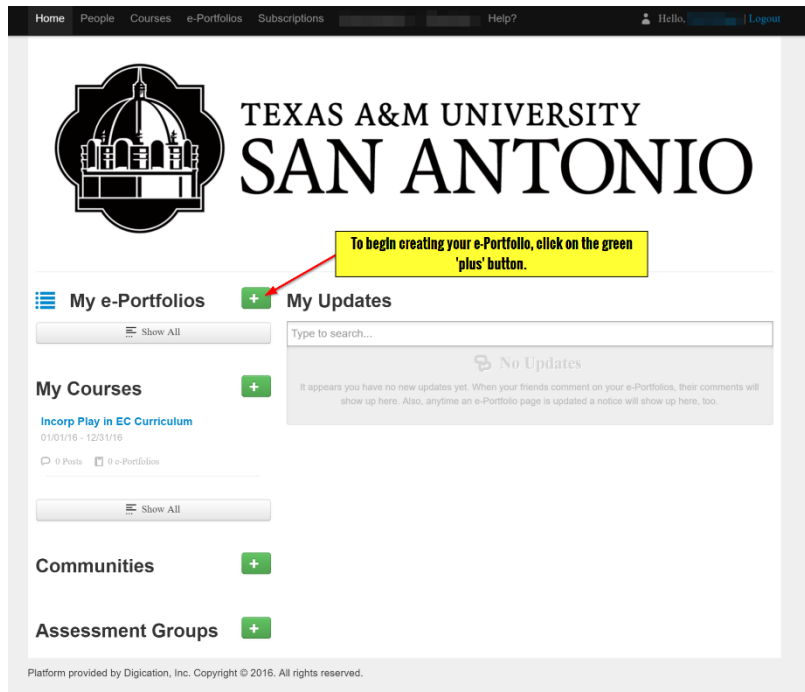 Home People Courses e-Portfolios Subscriptions Help? Hello, | Logout
TEXAS A&M UNIVERSITY
SAN ANTONIO
To begin creating your e-Portfolio, click on the green
'plus' button.
My e-Portfolios + My Updates
Show All
Type to search...
No Updates
It appears you have no new updates yet. When your friends comment on your e-Portfolios, their comments will
show up here. Also, anytime an e-Portfolio page is updated a notice will show up here, too.
My Courses +
Incorp Play in EC Curriculum
01/01/16 - 12/31/16
0 Posts 0 e-Portfolios
Show All
Communities +
Assessment Groups +
Platform provided by Digication, Inc. Copyright © 2016. All rights reserved.